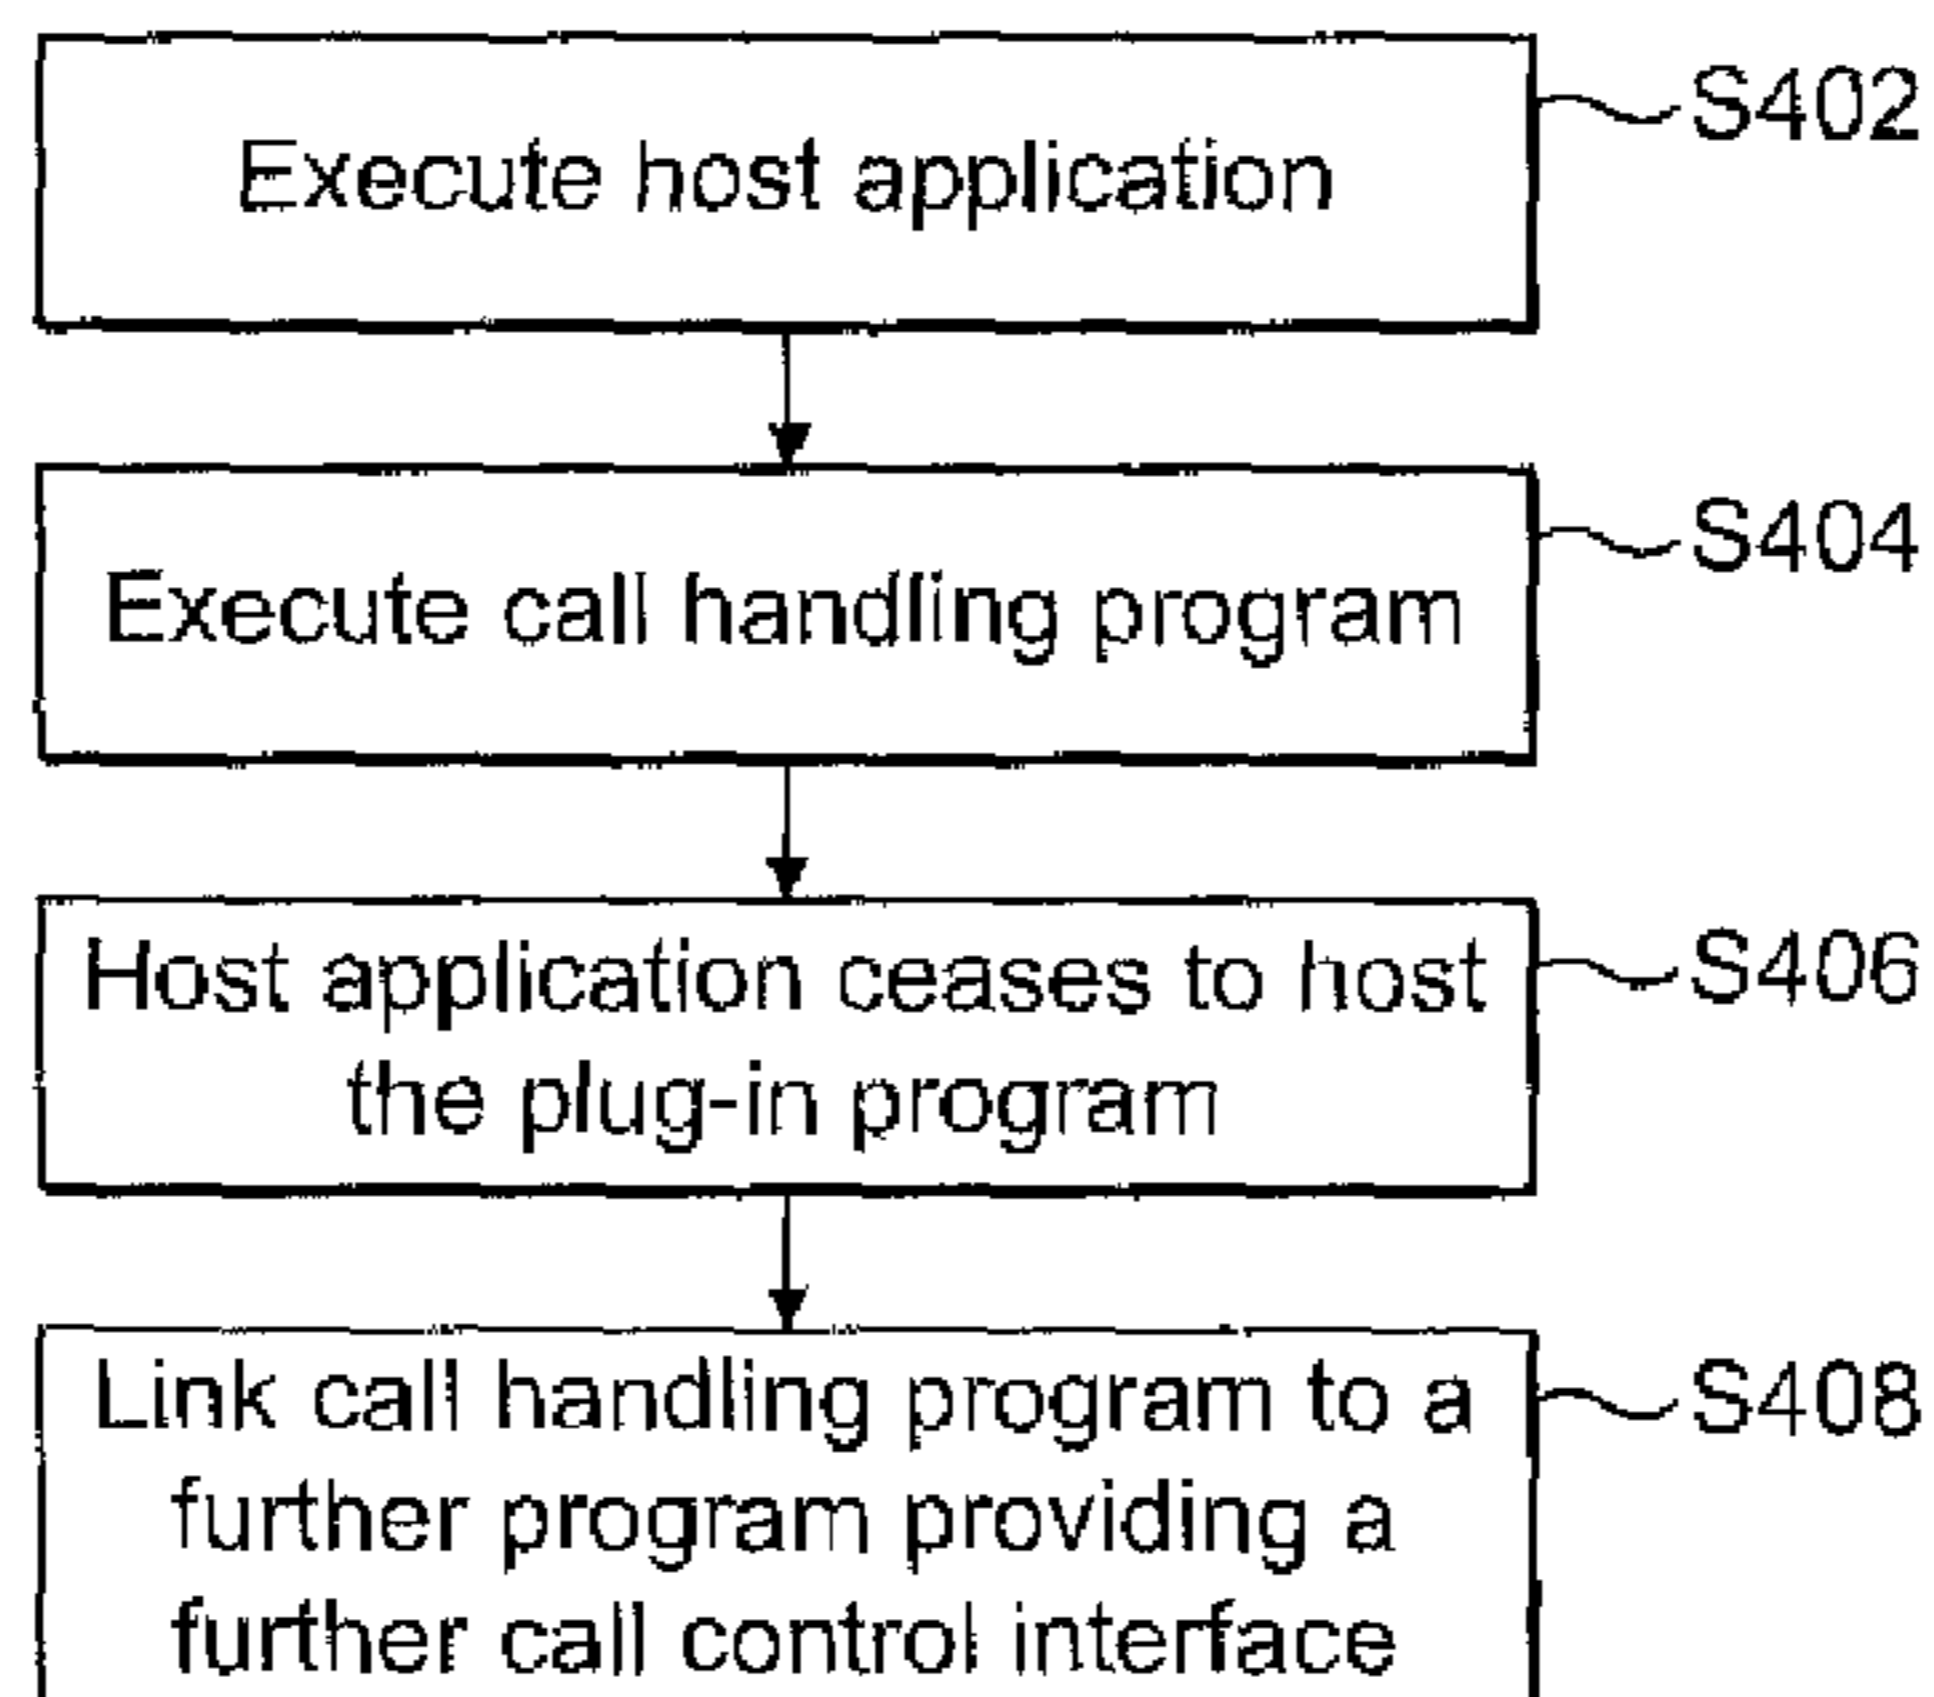 Execute host application
S402
Execute call handling program
S404
Host application ceases to host
the plug-in program
S406
Link call handling program to a
further program providing a
further call control interface
S408